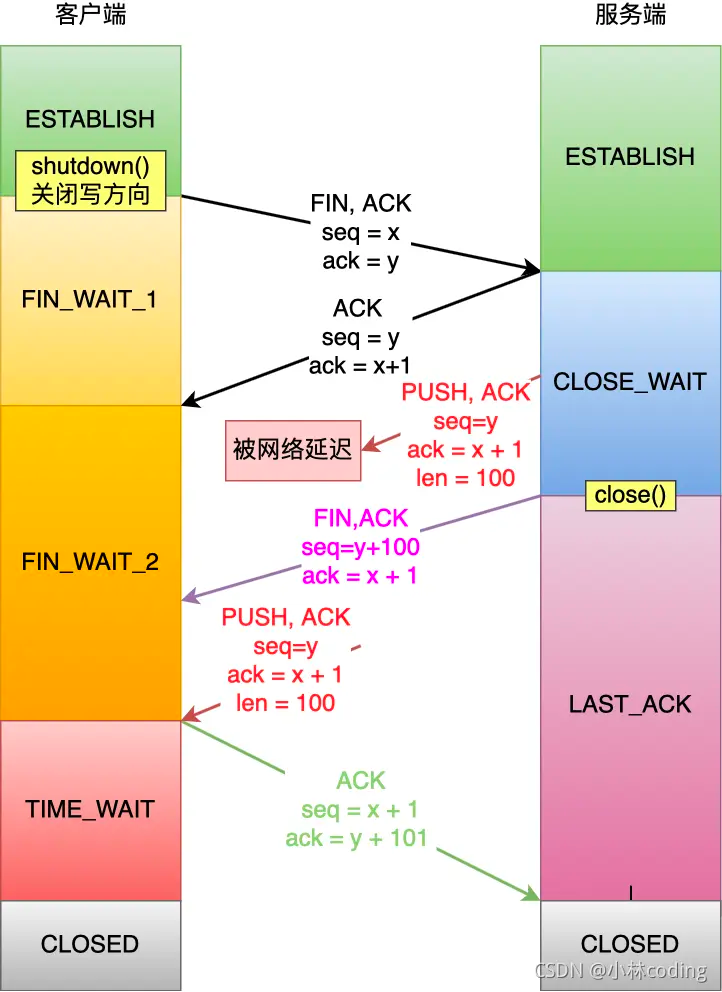 客户端
服务端
ESTABLISH
ESTABLISH
shutdown()
关闭写方向
FIN, ACK
seq = x
ack = y
FIN_WAIT_1
ACK
seq = y
ack = x+1
CLOSE_WAIT
PUSH, ACK
seq=y
ack = x + 1
len = 100
被网络延迟
close()
FIN,ACK
seq=y+100
ack = x + 1
FIN_WAIT_2
PUSH, ACK
seq=y
ack = x + 1
len = 100
LAST_ACK
TIME_WAIT
ACK
seq = x + 1
ack = y + 101
CLOSED
CLOSED
CSDN @小林coding